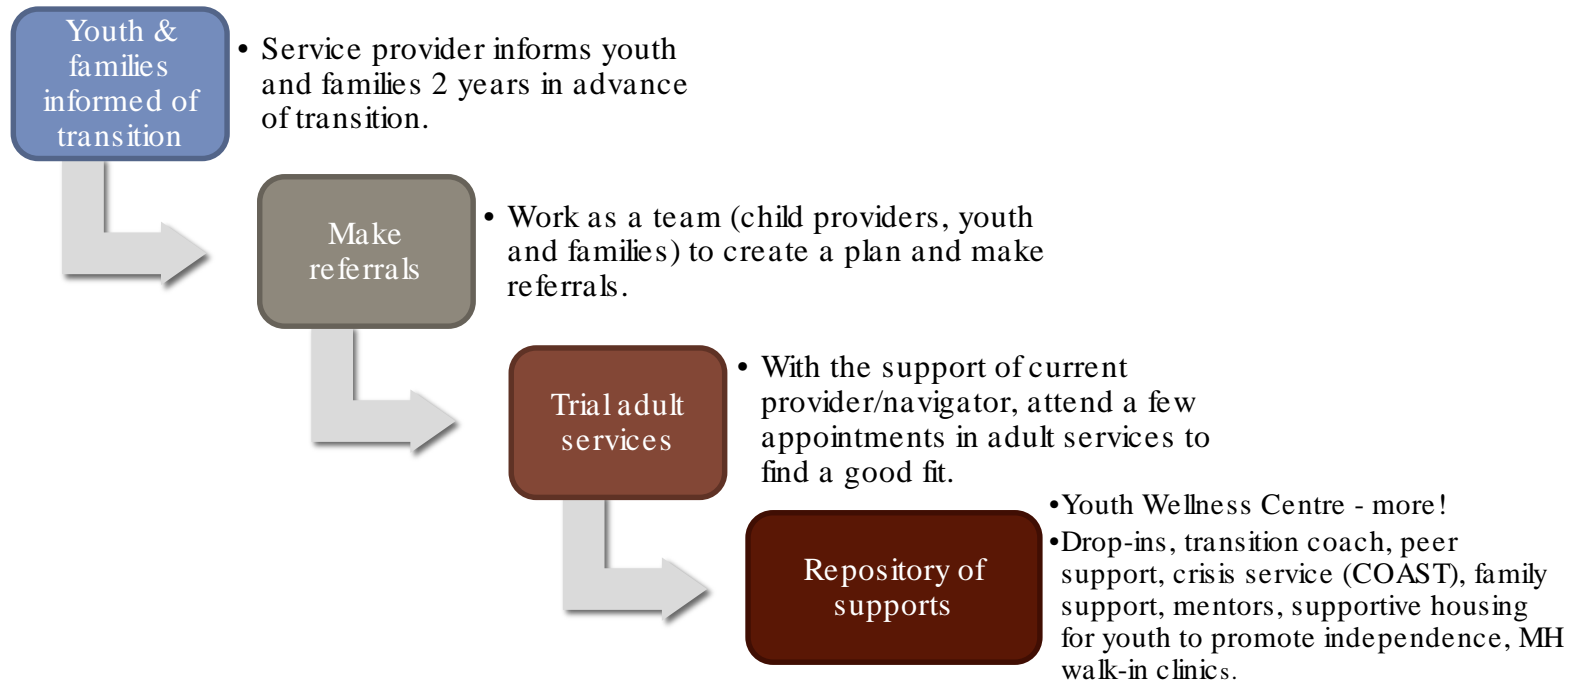 Youth &
families
informed of
transition
• Service provider informs youth
and families 2 years in advance
of transition.
Make
referrals
• Work as a team (child providers, youth
and families) to create a plan and make
referrals.
Trial adult
services
• With the support of current
provider/navigator, attend a few
appointments in adult services to
find a good fit.
Repository of
supports
•Youth Wellness Centre - more!
•Drop-ins, transition coach, peer
support, crisis service (COAST), family
support, mentors, supportive housing
for youth to promote independence, MH
walk-in clinics.